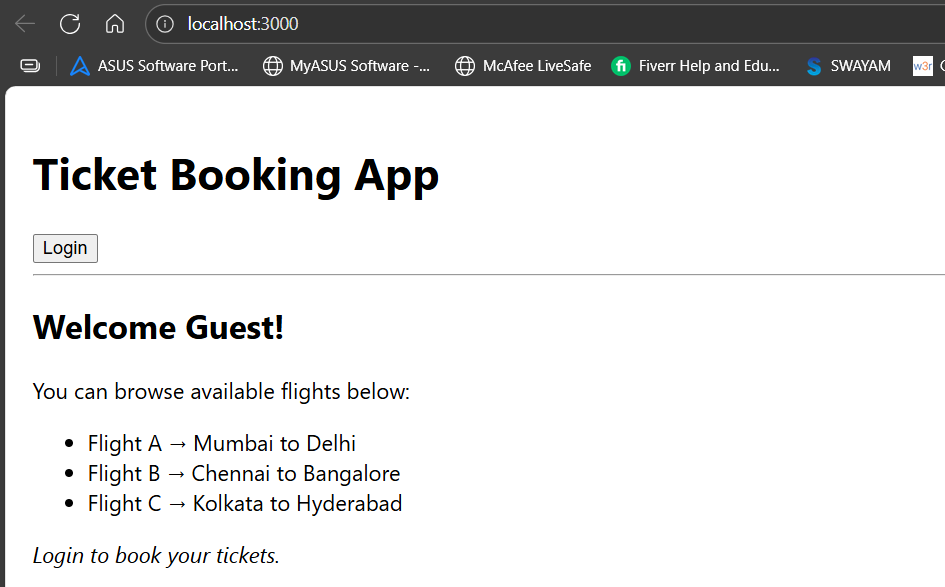 localhost:3000
ASUS Software Port... MyASUS Software -... McAfee LiveSafe Fiverr Help and Edu... SWAYAM w3r
Ticket Booking App
Login
Welcome Guest!
You can browse available flights below:
• Flight A → Mumbai to Delhi
• Flight B → Chennai to Bangalore
• Flight C → Kolkata to Hyderabad
Login to book your tickets.